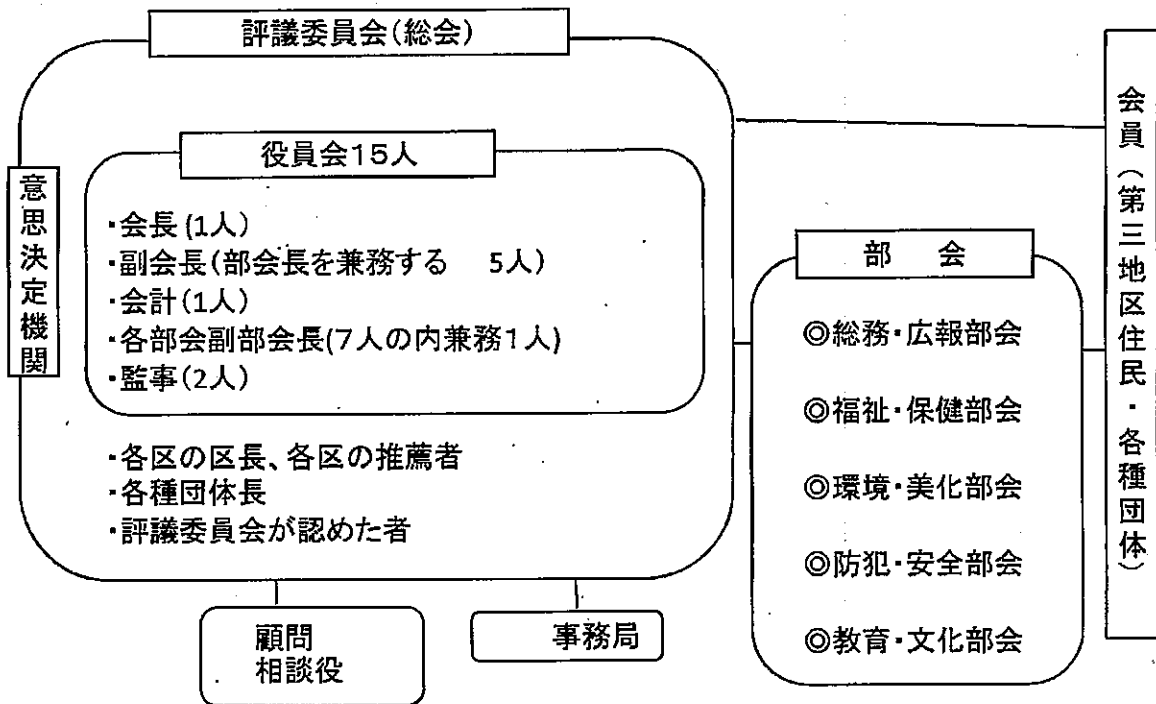 評議委員会(総会)
意思決定機関
役員会15人
・会長(1人)
・副会長(部会長を兼務する　5人)
・会計(1人)
・各部会副部会長(7人の内兼務1人)
・監事(2人)
・各区の区長、各区の推薦者
・各種団体長
・評議委員会が認めた者
顧問
相談役
事務局
部　会
◎総務・広報部会
◎福祉・保健部会
◎環境・美化部会
◎防犯・安全部会
◎教育・文化部会
会員(第三地区住民・各種団体)